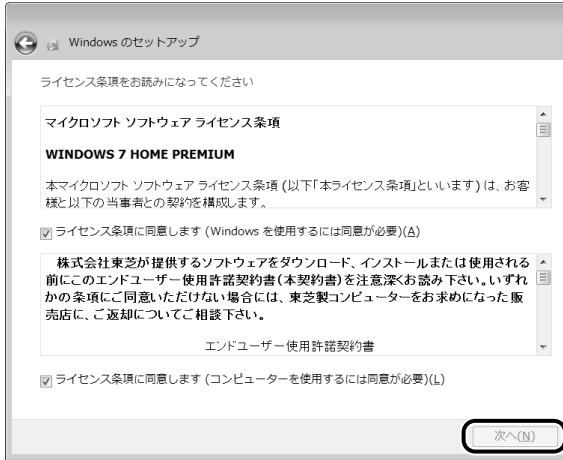 Windows のセットアップ
ライセンス条項をお読みになってください
マイクロソフト ソフトウェア ライセンス条項
WINDOWS 7 HOME PREMIUM
本マイクロソフト ソフトウェア ライセンス条項 (以下「本ライセンス条項」といいます) は、お客
様と以下の当事者との契約を構成します。
ライセンス条項に同意します (Windows を使用するには同意が必要)(A)
株式会社東芝が提供するソフトウェアをダウンロード、インストールまたは使用される
前にこのエンドユーザー使用許諾契約書(本契約書)を注意深くお読み下さい。いずれ
かの条項にご同意いただけない場合には、東芝製コンピューターをお求めになった販
売店に、ご返却についてご相談下さい。
エンドユーザー使用許諾契約書
ライセンス条項に同意します (コンピューターを使用するには同意が必要)(L)
次へ(N)